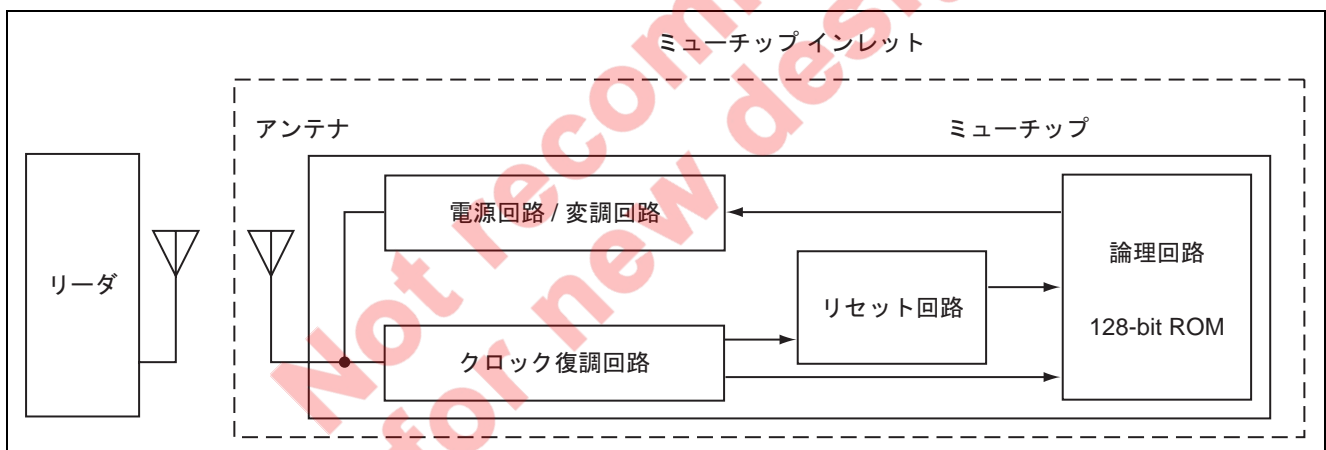 ミューチップ インレット
アンテナ
ミューチップ
リーダ
電源回路 / 変調回路
論理回路
128-bit ROM
リセット回路
クロック復調回路
Not recom
for new desi